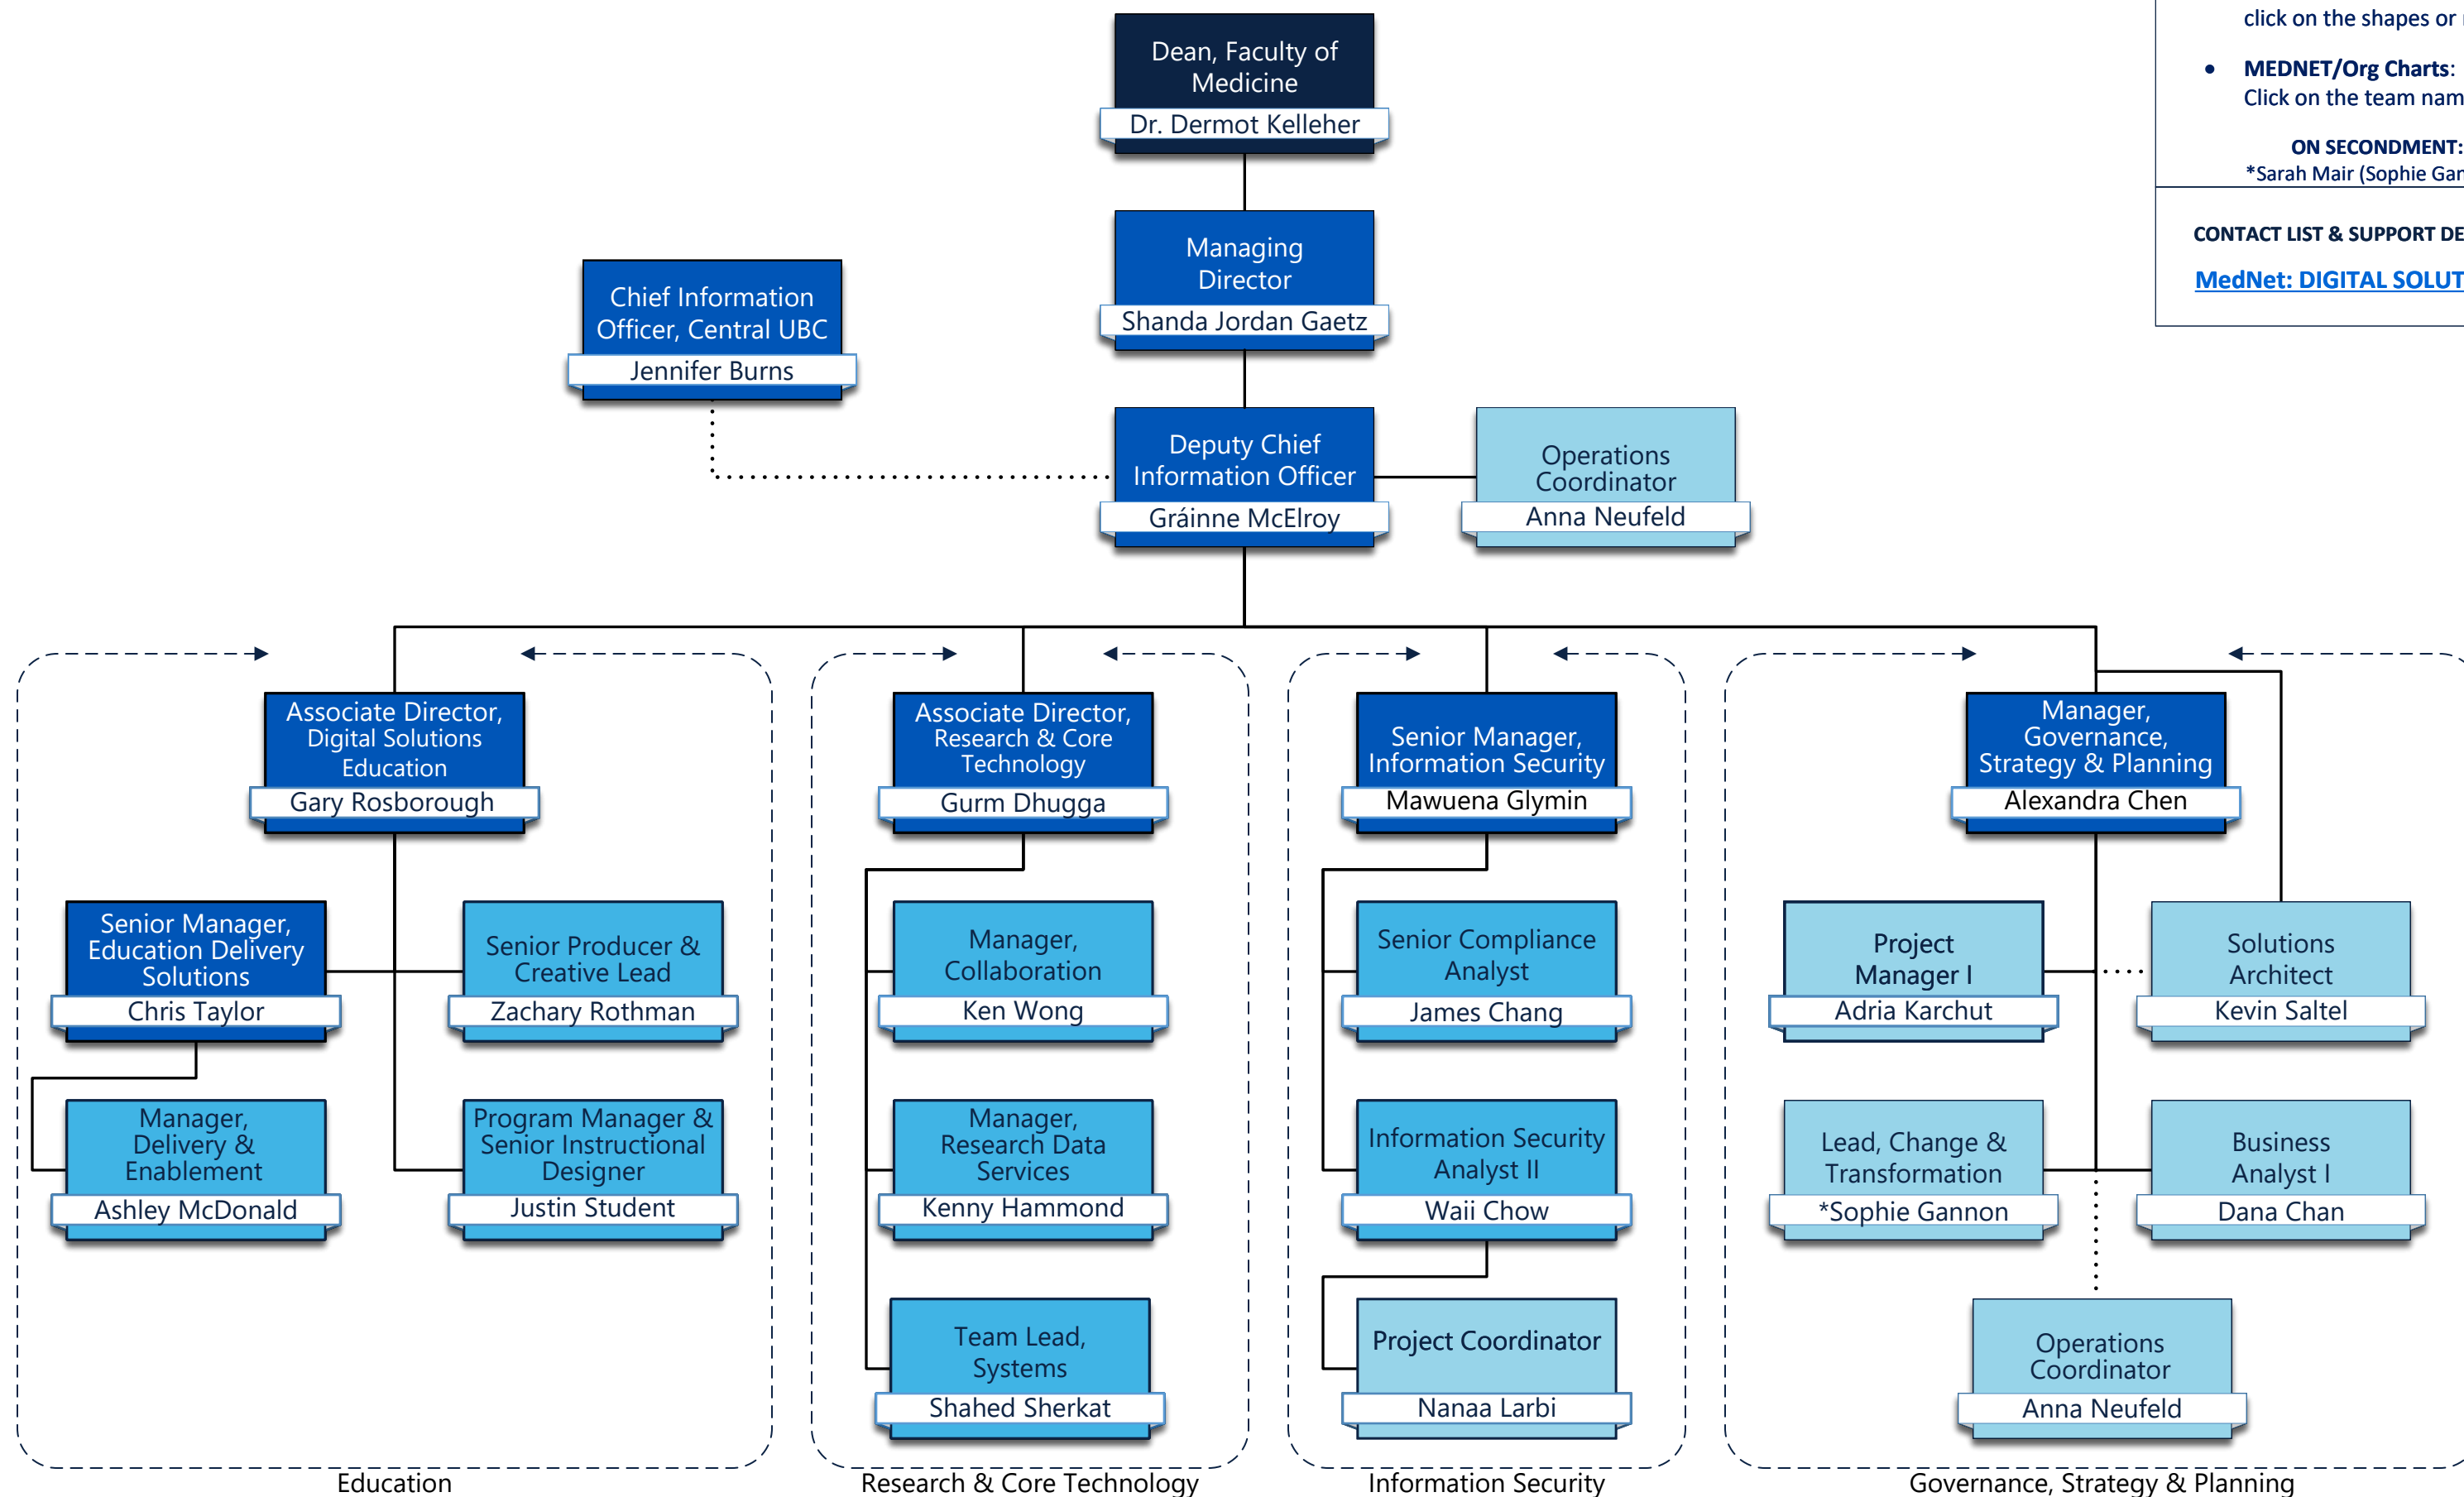 Dean, Faculty of
Medicine
Dr. Dermot Kelleher
click on the shapes or
• MEDNET/Org Charts:
Click on the team nam
ON SECONDMENT:
*Sarah Mair (Sophie Gan
CONTACT LIST & SUPPORT DE
MedNet: DIGITAL SOLUT
Managing
Director
Shanda Jordan Gaetz
Chief Information
Officer, Central UBC
Jennifer Burns
Deputy Chief
Information Officer
Gráinne McElroy
Operations
Coordinator
Anna Neufeld
Associate Director,
Digital Solutions
Education
Gary Rosborough
Senior Manager,
Education Delivery
Solutions
Chris Taylor
Senior Producer &
Creative Lead
Zachary Rothman
Manager,
Delivery &
Enablement
Ashley McDonald
Program Manager &
Senior Instructional
Designer
Justin Student
Education
Associate Director,
Research & Core
Technology
Gurm Dhugga
Manager,
Collaboration
Ken Wong
Manager,
Research Data
Services
Kenny Hammond
Team Lead,
Systems
Shahed Sherkat
Research & Core Technology
Senior Manager,
Information Security
Mawuena Glymin
Senior Compliance
Analyst
James Chang
Information Security
Analyst II
Waii Chow
Project Coordinator
Nanaa Larbi
Information Security
Manager,
Governance,
Strategy & Planning
Alexandra Chen
Project
Manager I
Adria Karchut
Solutions
Architect
Kevin Saltel
Lead, Change &
Transformation
*Sophie Gannon
Business
Analyst I
Dana Chan
Operations
Coordinator
Anna Neufeld
Governance, Strategy & Planning